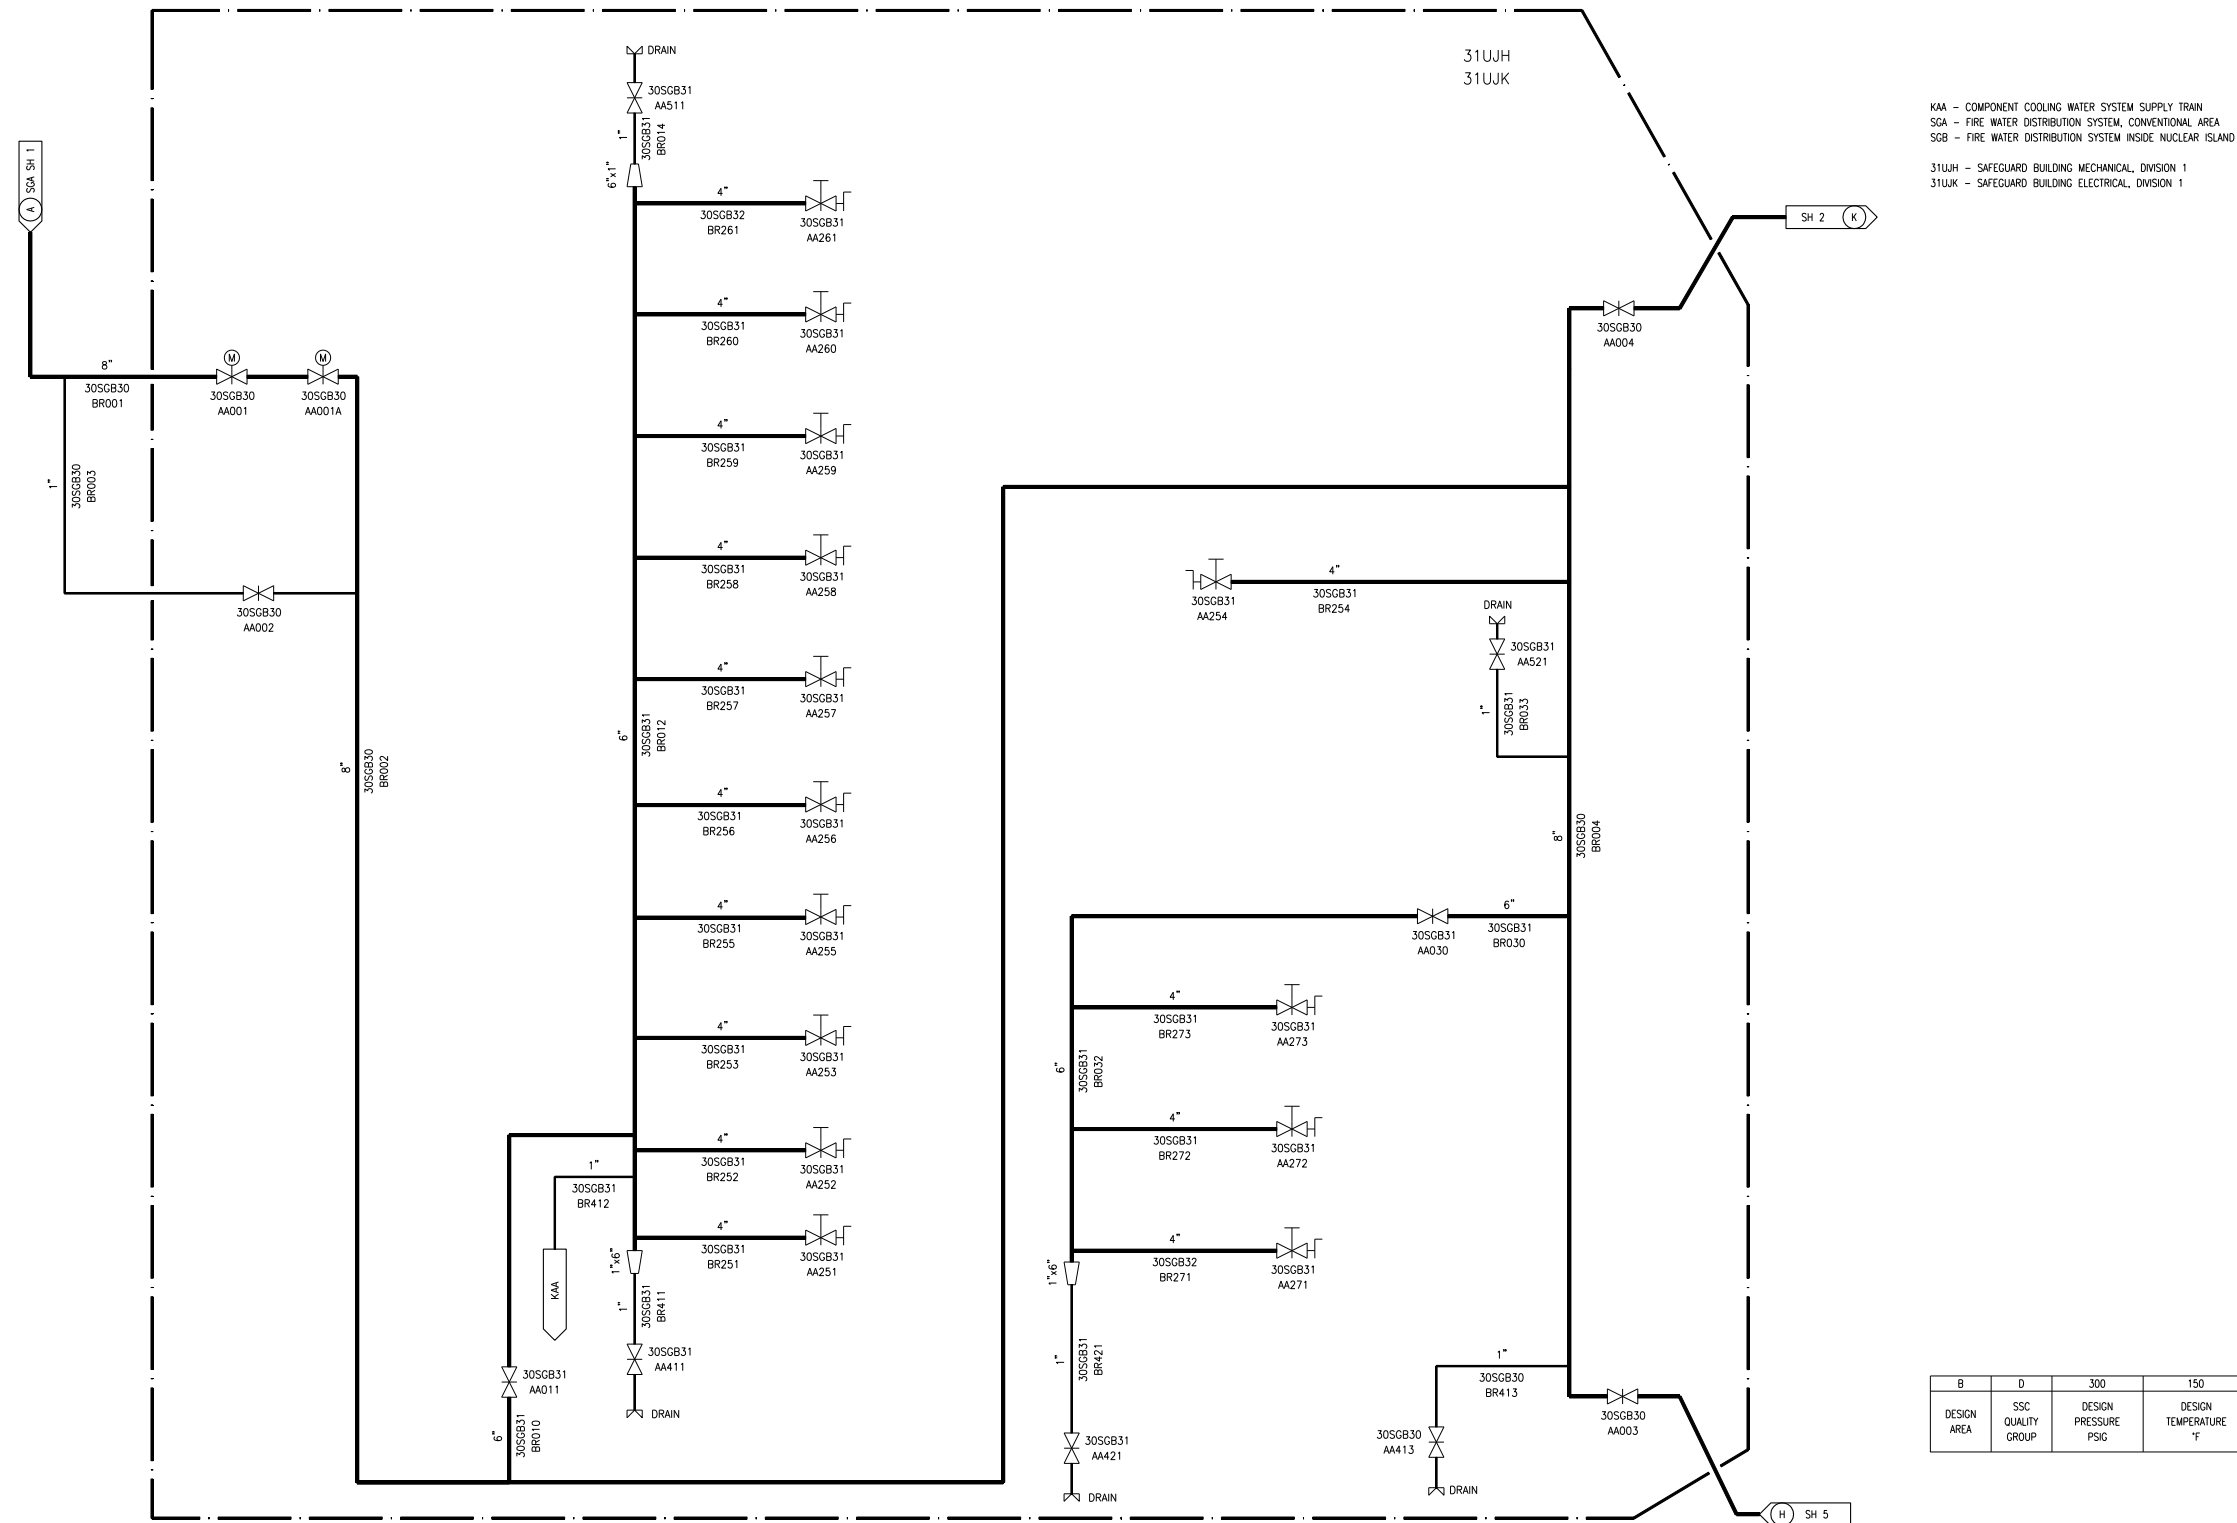 DRAIN
31UJH
31UJK
30SGB31
AA511
1"
30SGB31
BR014
6"x1"
KAA – COMPONENT COOLING WATER SYSTEM SUPPLY TRAIN
SGA – FIRE WATER DISTRIBUTION SYSTEM, CONVENTIONAL AREA
SGB – FIRE WATER DISTRIBUTION SYSTEM INSIDE NUCLEAR ISLAND
31UJH – SAFEGUARD BUILDING MECHANICAL, DIVISION 1
31UJK – SAFEGUARD BUILDING ELECTRICAL, DIVISION 1
A SGA SH 1
4"
30SGB32
BR261
30SGB31
AA261
SH 2 K
4"
30SGB31
BR260
30SGB31
AA260
30SGB30
AA004
8"
30SGB30
BR001
M
30SGB30
AA001
M
30SGB30
AA001A
4"
30SGB31
BR259
30SGB31
AA259
1"
30SGB30
BR003
4"
30SGB31
BR258
30SGB31
AA258
30SGB30
AA002
4"
30SGB31
BR254
30SGB31
AA254
DRAIN
30SGB31
AA521
1"
30SGB31
BR033
4"
30SGB31
BR257
30SGB31
AA257
6"
30SGB31
BR012
8"
30SGB30
BR002
4"
30SGB31
BR256
30SGB31
AA256
8"
30SGB30
BR004
4"
30SGB31
BR255
30SGB31
AA255
30SGB31
AA030
6"
30SGB31
BR030
4"
30SGB31
BR273
30SGB31
AA273
4"
30SGB31
BR253
30SGB31
AA253
6"
30SGB31
BR032
4"
30SGB31
BR272
30SGB31
AA272
4"
30SGB31
BR252
30SGB31
AA252
1"
30SGB31
BR412
4"
30SGB31
BR251
30SGB31
AA251
1"x6"
KAA
1"
30SGB31
BR411
4"
30SGB32
BR271
30SGB31
AA271
1"x6"
1"
30SGB31
BR421
30SGB31
AA411
DRAIN
30SGB31
AA011
6"
30SGB31
BR010
1"
30SGB30
BR413
30SGB30
AA003
30SGB30
AA413
DRAIN
30SGB31
AA421
DRAIN
H SH 5
B D 300 150
DESIGN
AREA
SSC
QUALITY
GROUP
DESIGN
PRESSURE
PSIG
DESIGN
TEMPERATURE
°F